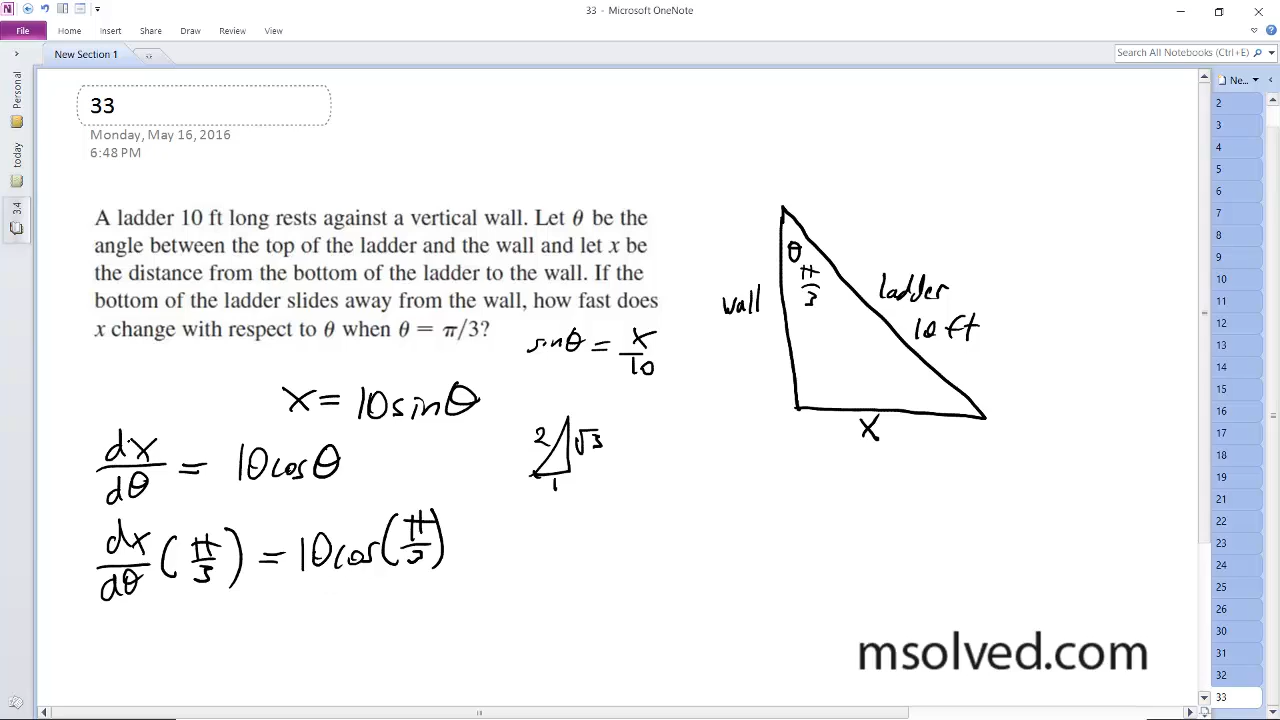 33 - Microsoft OneNote
File Home Insert Share Draw Review View
New Section 1
Search All Notebooks (Ctrl+E)
Personal
today
3.4
33
Monday, May 16, 2016
6:48 PM
A ladder 10 ft long rests against a vertical wall. Let θ be the
angle between the top of the ladder and the wall and let x be
the distance from the bottom of the ladder to the wall. If the
bottom of the ladder slides away from the wall, how fast does
x change with respect to θ when θ = π/3?
sinθ = x/10
x = 10sinθ
dx/dθ = 10cosθ
dx/dθ (π/3) = 10cos(π/3)
2 √3
1
θ
π/3
wall
ladder
10 ft
x
msolved.com
Ne...
2
3
4
5
6
7
8
9
10
11
12
13
14
15
16
17
18
19
20
21
22
23
24
25
26
30
31
32
33